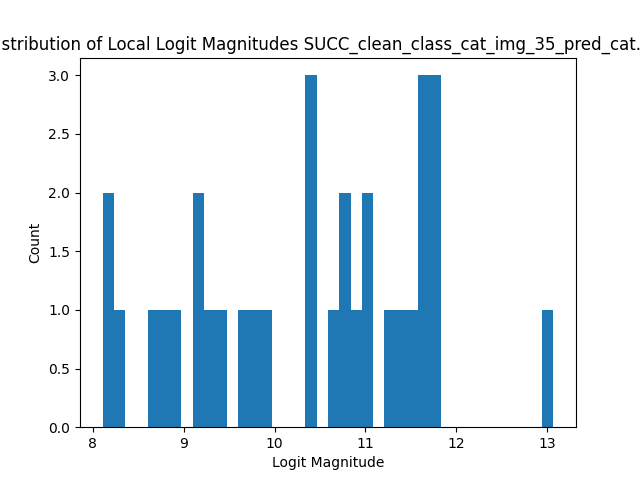 stribution of Local Logit Magnitudes SUCC_clean_class_cat_img_35_pred_cat.
3.0
2.5
2.0
1.5
1.0
0.5
0.0
Count
8 9 10 11 12 13
Logit Magnitude